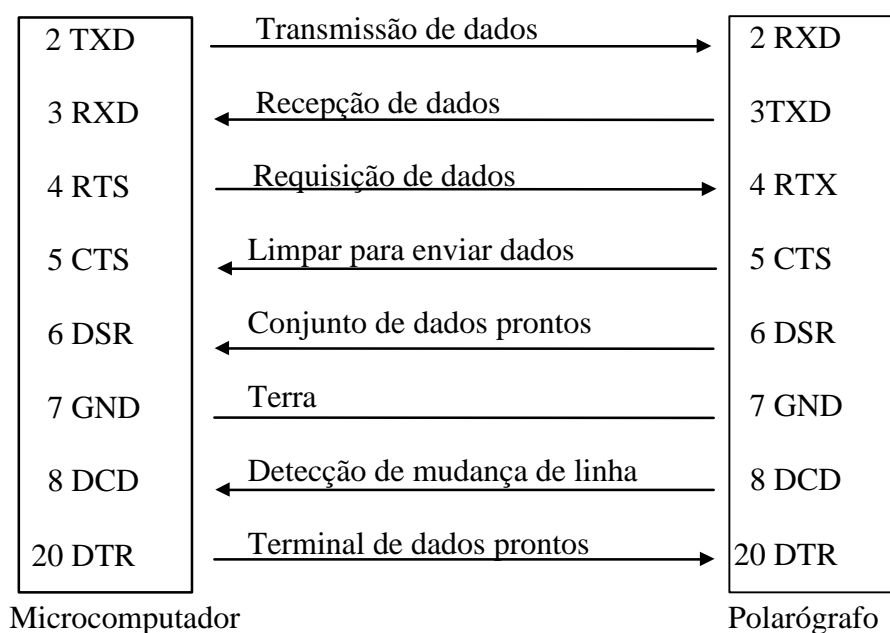 2 TXD Transmissão de dados 2 RXD
3 RXD Recepção de dados 3TXD
4 RTS Requisição de dados 4 RTX
5 CTS Limpar para enviar dados 5 CTS
6 DSR Conjunto de dados prontos 6 DSR
7 GND Terra 7 GND
8 DCD Detecção de mudança de linha 8 DCD
20 DTR Terminal de dados prontos 20 DTR
Microcomputador Polarógrafo